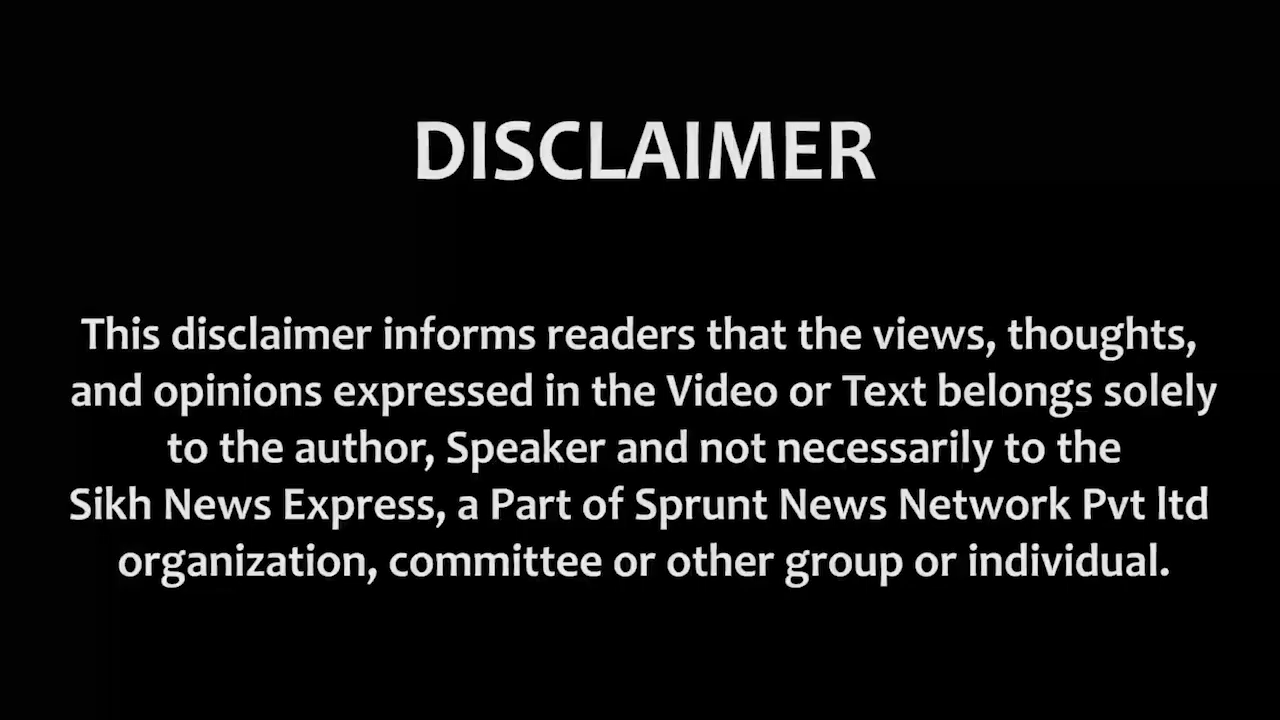 DISCLAIMER
This disclaimer informs readers that the views, thoughts,
and opinions expressed in the Video or Text belongs solely
to the author, Speaker and not necessarily to the
Sikh News Express, a Part of Sprunt News Network Pvt ltd
organization, committee or other group or individual.